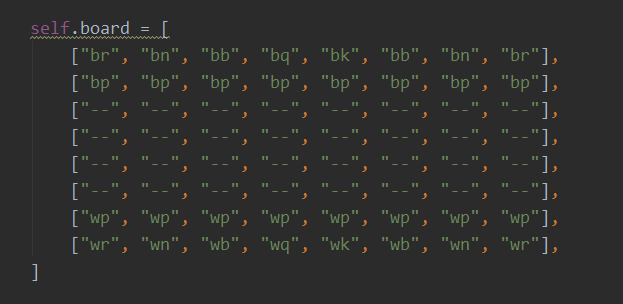 self.board = [
["br", "bn", "bb", "bq", "bk", "bb", "bn", "br"],
["bp", "bp", "bp", "bp", "bp", "bp", "bp", "bp"],
["--", "--", "--", "--", "--", "--", "--", "--"],
["--", "--", "--", "--", "--", "--", "--", "--"],
["--", "--", "--", "--", "--", "--", "--", "--"],
["--", "--", "--", "--", "--", "--", "--", "--"],
["wp", "wp", "wp", "wp", "wp", "wp", "wp", "wp"],
["wr", "wn", "wb", "wq", "wk", "wb", "wn", "wr"],
]